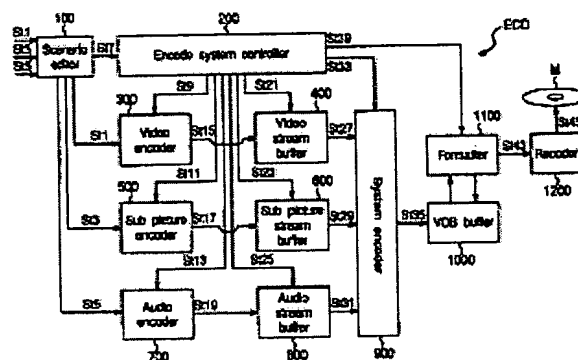 100
200
St39
ECD
St1
St3
St5
Scenario editor
St7
Encode system controller
St33
M
St9
St21
300
400
1100
St45
Video encoder
St15
Video stream buffer
St27
Formatter
St43
Recoder
1200
St1
St11
St23
500
600
System encoder
St3
Sub picture encoder
St17
Sub picture stream buffer
St29
St35
VOB buffer
1000
St13
St25
St5
Audio encoder
St19
Audio stream buffer
St31
700
800
900